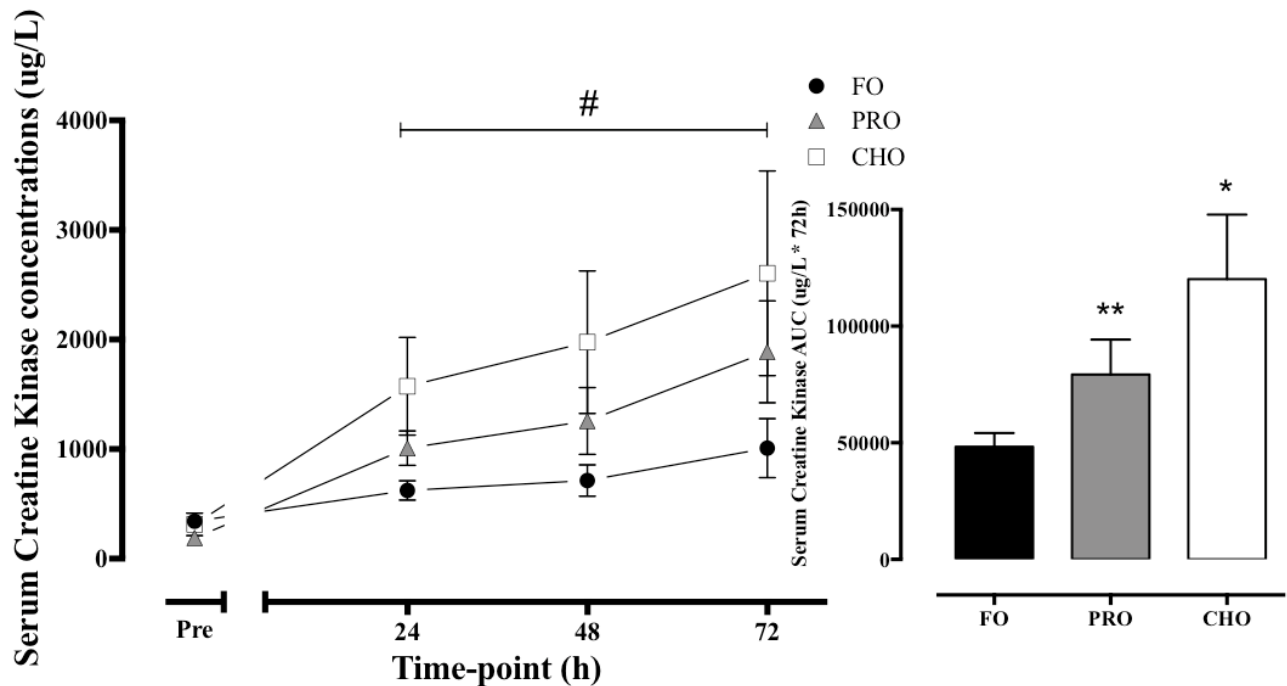 Serum Creatine Kinase concentrations (ug/L)
4000
3000
2000
1000
0
#
FO
PRO
CHO
Pre
24
48
72
Time-point (h)
Serum Creatine Kinase AUC (ug/L * 72h)
150000
100000
50000
0
**
*
FO
PRO
CHO